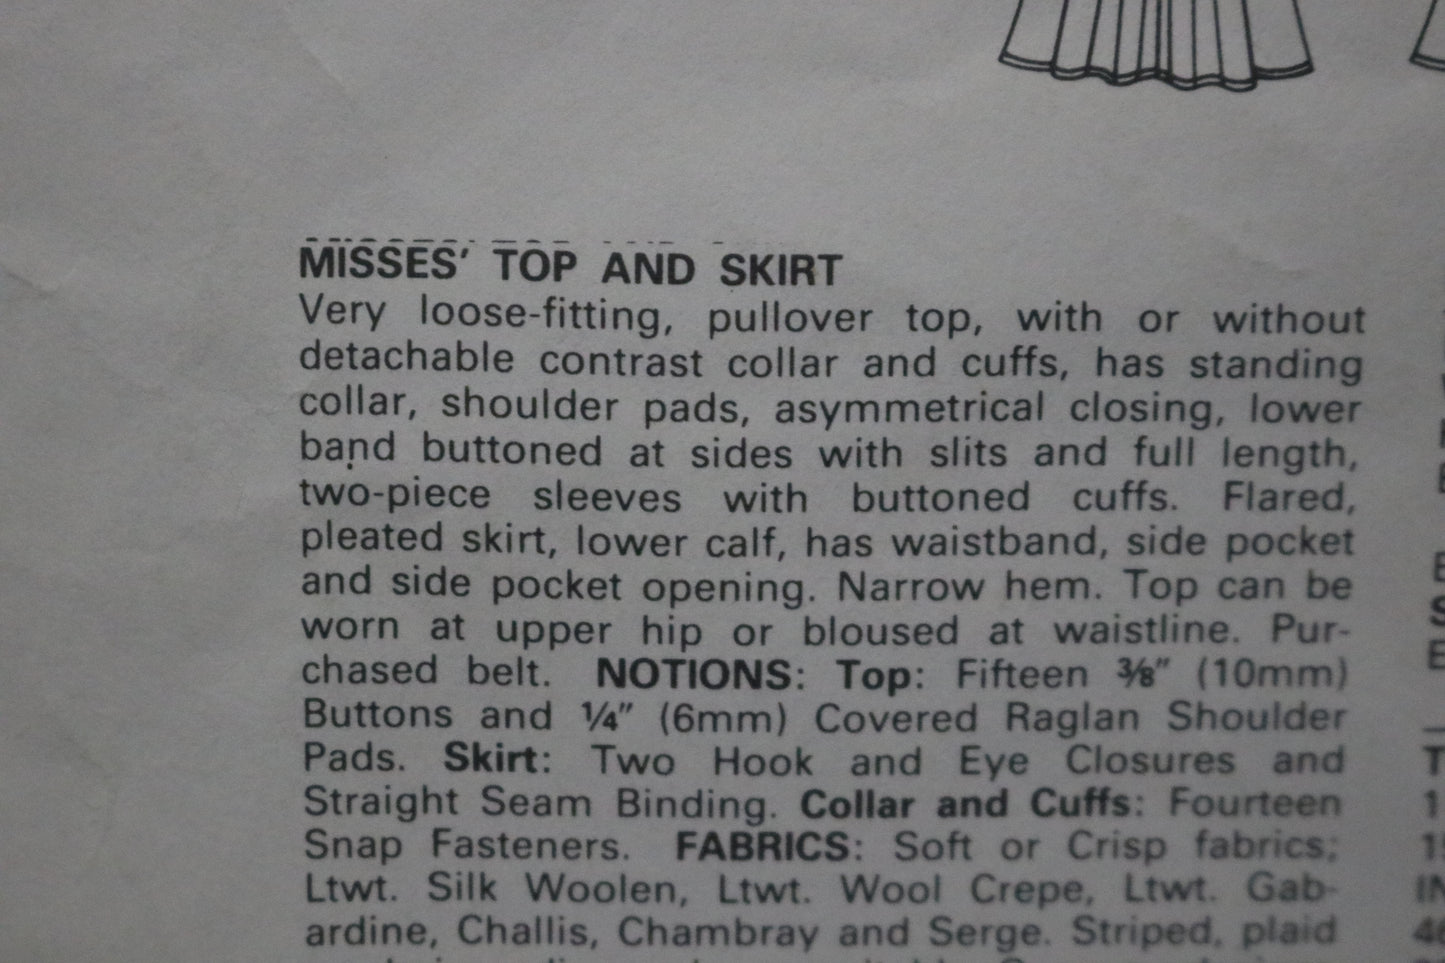 MISSES' TOP AND SKIRT
Very loose-fitting, pullover top, with or without
detachable contrast collar and cuffs, has standing
collar, shoulder pads, asymmetrical closing, lower
band buttoned at sides with slits and full length,
two-piece sleeves with buttoned cuffs. Flared,
pleated skirt, lower calf, has waistband, side pocket
and side pocket opening. Narrow hem. Top can be
worn at upper hip or bloused at waistline. Pur-
chased belt. NOTIONS: Top: Fifteen ⅜" (10mm)
Buttons and ¼" (6mm) Covered Raglan Shoulder
Pads. Skirt: Two Hook and Eye Closures and
Straight Seam Binding. Collar and Cuffs: Fourteen
Snap Fasteners. FABRICS: Soft or Crisp fabrics;
Ltwt. Silk Woolen, Ltwt. Wool Crepe, Ltwt. Gab-
ardine, Challis, Chambray and Serge. Striped, plaid